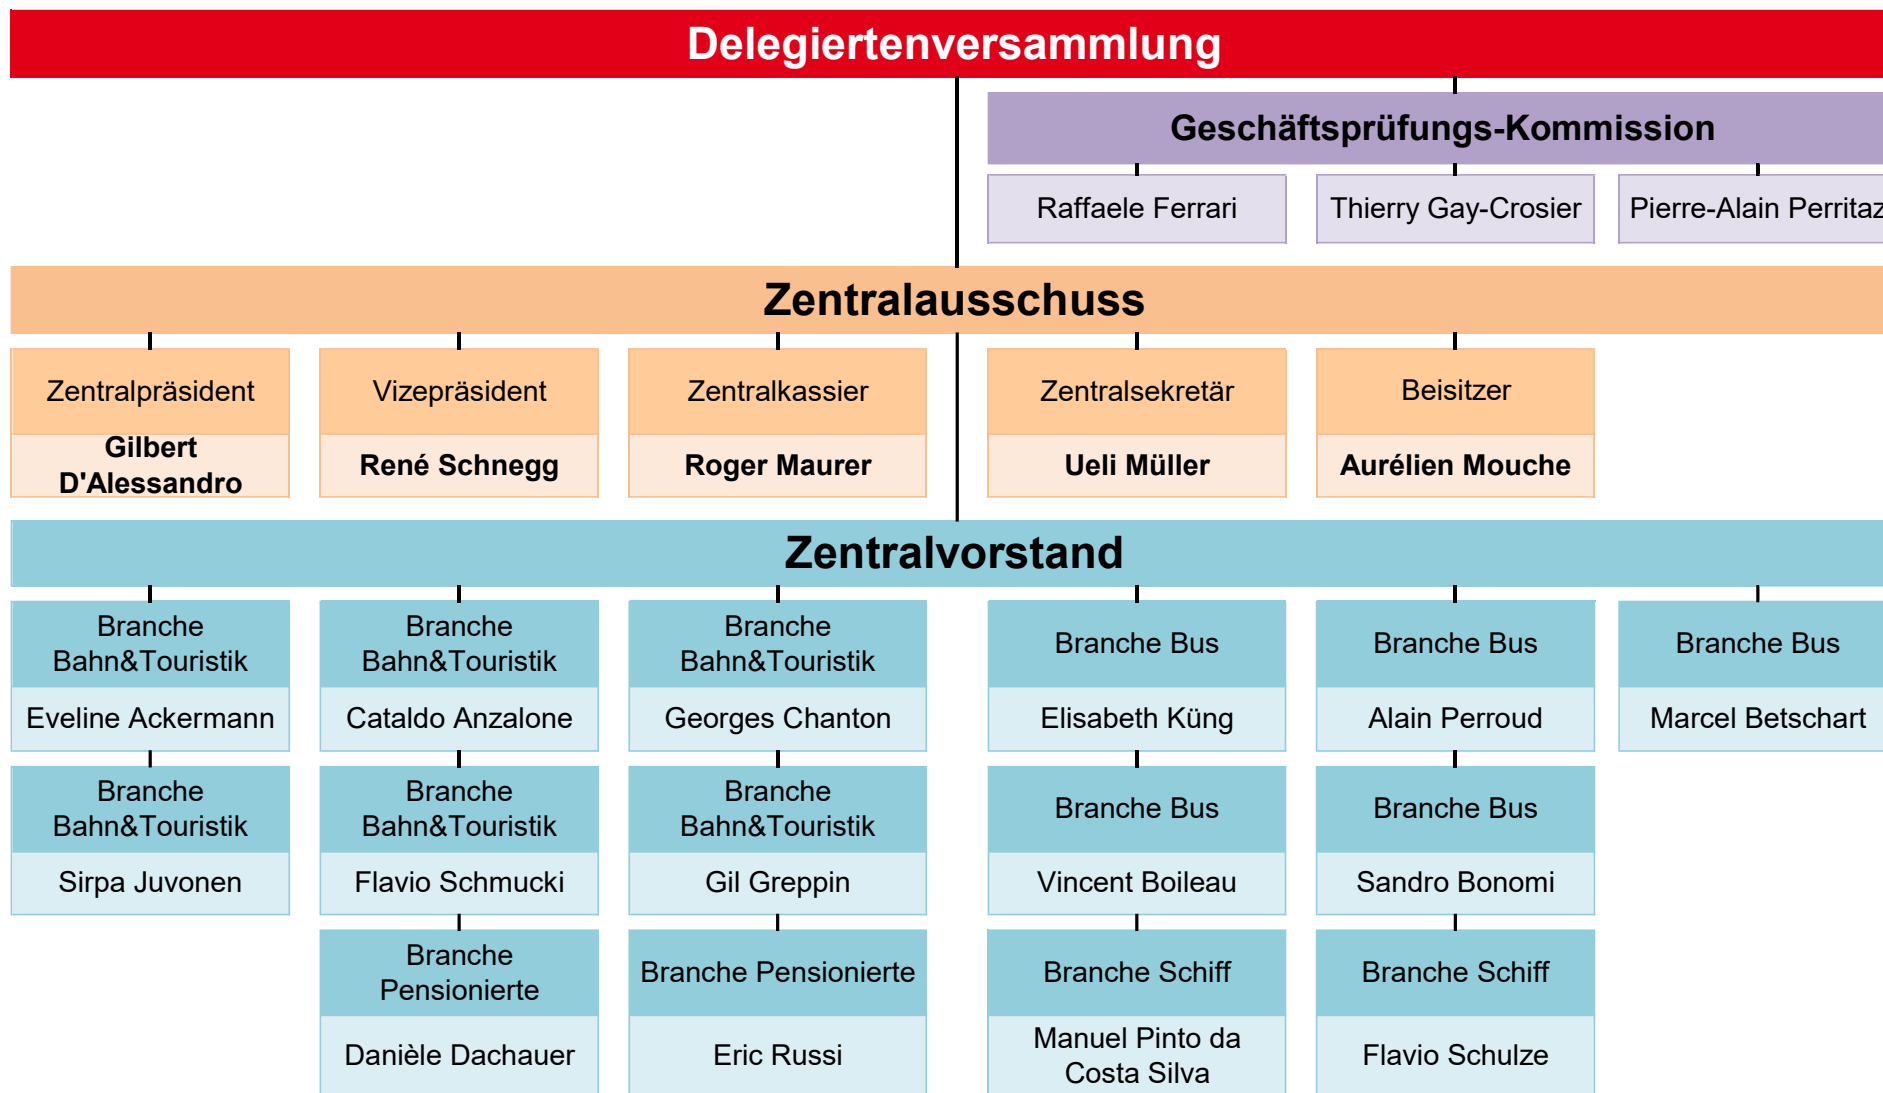 Delegiertenversammlung
Geschäftsprüfungs-Kommission
Raffaele Ferrari
Thierry Gay-Crosier
Pierre-Alain Perritaz
Zentralausschuss
Zentralpräsident
Gilbert
D'Alessandro
Vizepräsident
René Schnegg
Zentralkassier
Roger Maurer
Zentralsekretär
Ueli Müller
Beisitzer
Aurélien Mouche
Zentralvorstand
Branche
Bahn&Touristik
Eveline Ackermann
Branche
Bahn&Touristik
Cataldo Anzalone
Branche
Bahn&Touristik
Georges Chanton
Branche Bus
Elisabeth Küng
Branche Bus
Alain Perroud
Branche Bus
Marcel Betschart
Branche
Bahn&Touristik
Sirpa Juvonen
Branche
Bahn&Touristik
Flavio Schmucki
Branche
Bahn&Touristik
Gil Greppin
Branche Bus
Vincent Boileau
Branche Bus
Sandro Bonomi
Branche
Pensionierte
Danièle Dachauer
Branche Pensionierte
Eric Russi
Branche Schiff
Manuel Pinto da
Costa Silva
Branche Schiff
Flavio Schulze